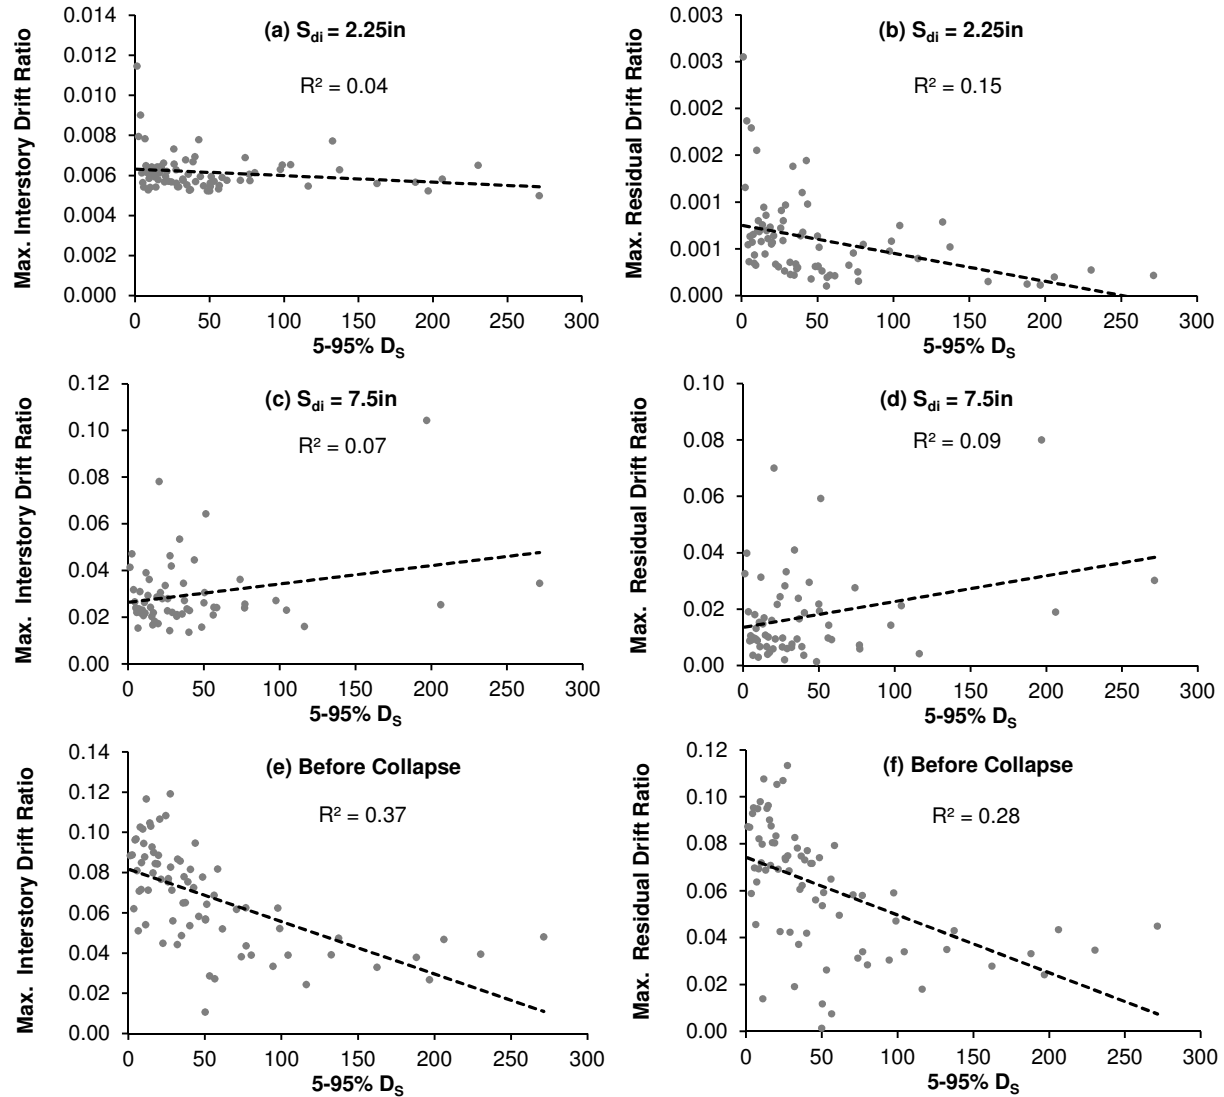 (a) Sdi = 2.25in
R² = 0.04
Max. Interstory Drift Ratio
0.014
0.012
0.010
0.008
0.006
0.004
0.002
0.000
0 50 100 150 200 250 300
5-95% DS
(b) Sdi = 2.25in
R² = 0.15
Max. Residual Drift Ratio
0.003
0.003
0.002
0.002
0.001
0.001
0.000
0 50 100 150 200 250 300
5-95% DS
(c) Sdi = 7.5in
R² = 0.07
Max. Interstory Drift Ratio
0.12
0.10
0.08
0.06
0.04
0.02
0.00
0 50 100 150 200 250 300
5-95% DS
(d) Sdi = 7.5in
R² = 0.09
Max. Residual Drift Ratio
0.10
0.08
0.06
0.04
0.02
0.00
0 50 100 150 200 250 300
5-95% DS
(e) Before Collapse
R² = 0.37
Max. Interstory Drift Ratio
0.14
0.12
0.10
0.08
0.06
0.04
0.02
0.00
0 50 100 150 200 250 300
5-95% DS
(f) Before Collapse
R² = 0.28
Max. Residual Drift Ratio
0.12
0.10
0.08
0.06
0.04
0.02
0.00
0 50 100 150 200 250 300
5-95% DS